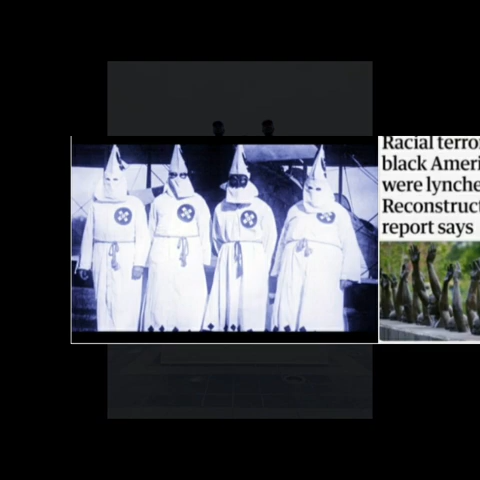 Racial terro
black Ameri
were lynche
Reconstruct
report says